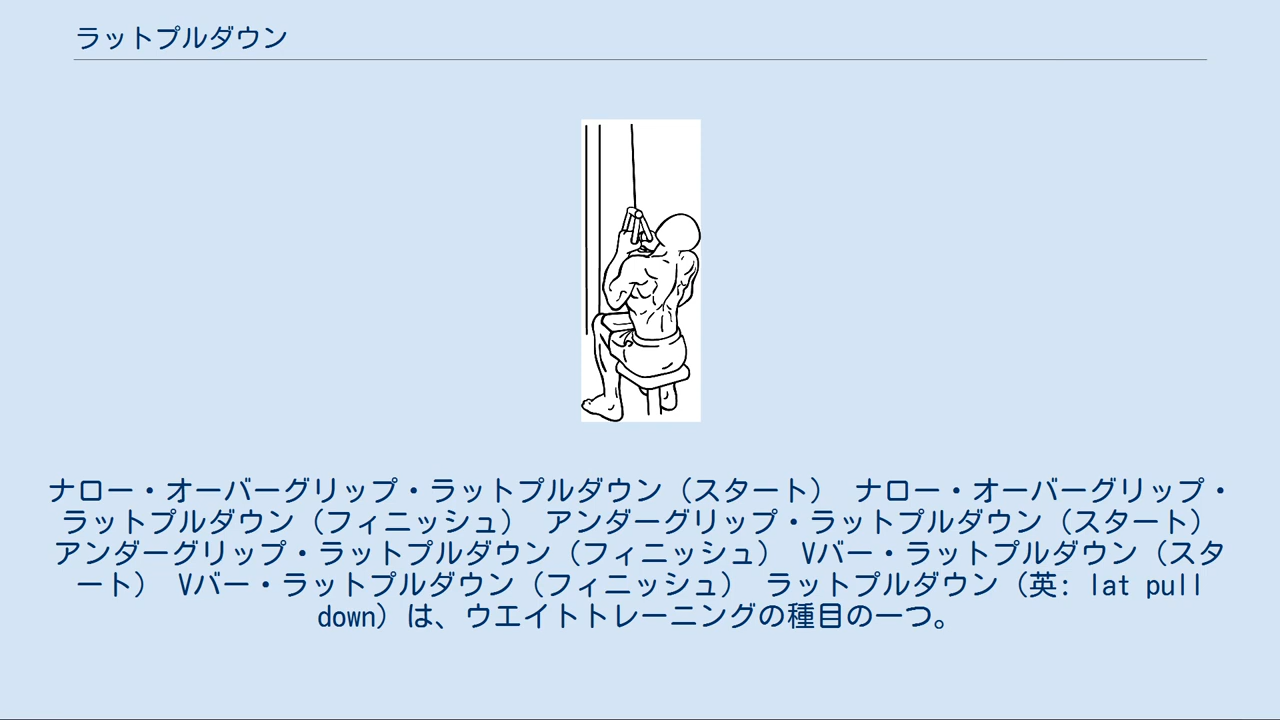 ラットプルダウン
ナロー・オーバーグリップ・ラットプルダウン（スタート） ナロー・オーバーグリップ・
ラットプルダウン（フィニッシュ） アンダーグリップ・ラットプルダウン（スタート）
アンダーグリップ・ラットプルダウン（フィニッシュ） Vバー・ラットプルダウン（スタ
ート） Vバー・ラットプルダウン（フィニッシュ） ラットプルダウン（英: lat pull
down）は、ウエイトトレーニングの種目の一つ。